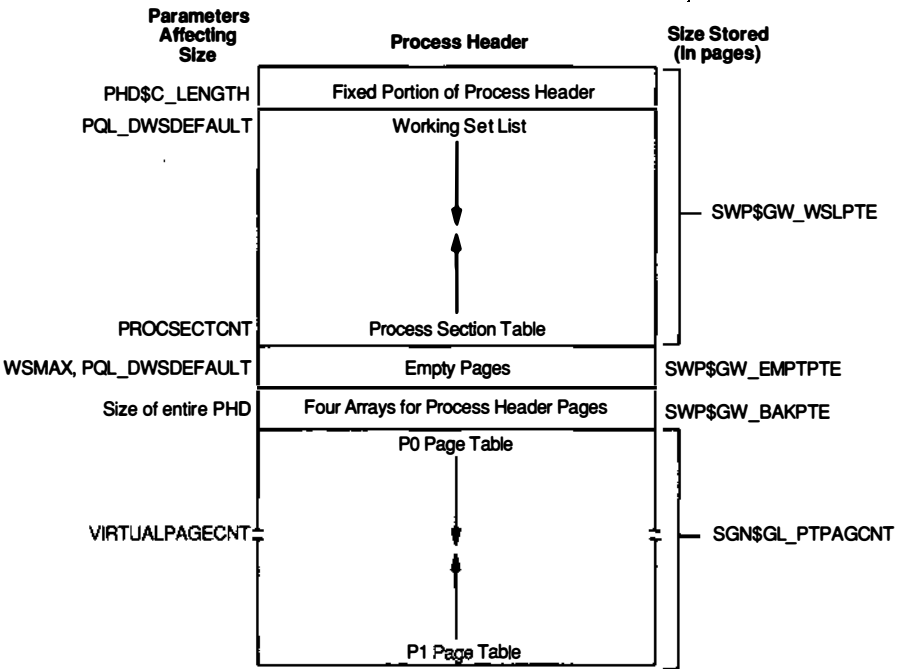 Parameters
Affecting
Size
Process Header
Size Stored
(In pages)
PHD$C_LENGTH
Fixed Portion of Process Header
PQL_DWSDEFAULT
Working Set List
SWP$GW_WSLPTE
PROCSECTCNT
Process Section Table
WSMAX, PQL_DWSDEFAULT
Empty Pages
SWP$GW_EMPTPTE
Size of entire PHD
Four Arrays for Process Header Pages
SWP$GW_BAKPTE
P0 Page Table
VIRTUALPAGECNT
SGN$GL_PTPAGCNT
P1 Page Table